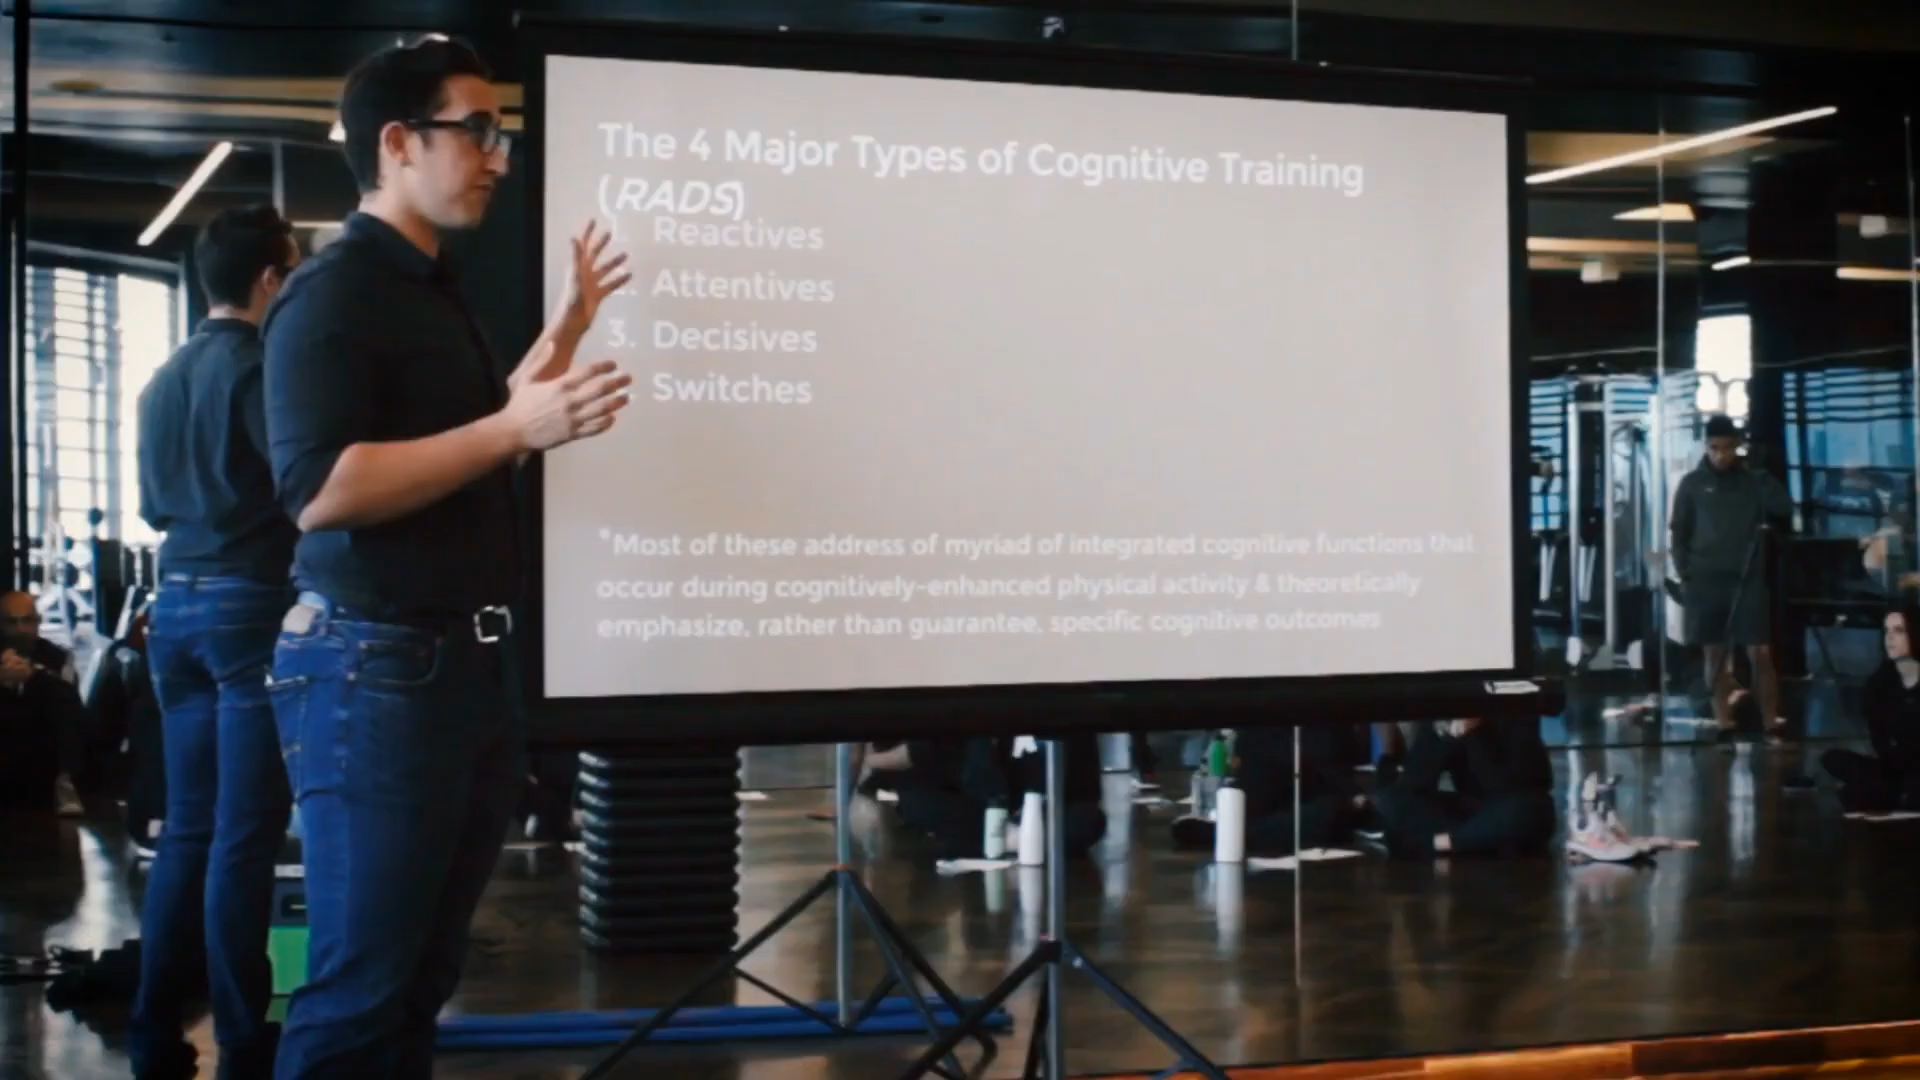 The 4 Major Types of Cognitive Training
(RADS)
1. Reactives
2. Attentives
3. Decisives
Switches
*Most of these address of myriad of integrated cognitive functions that
occur during cognitively-enhanced physical activity & theoretically
emphasize, rather than guarantee, specific cognitive outcomes